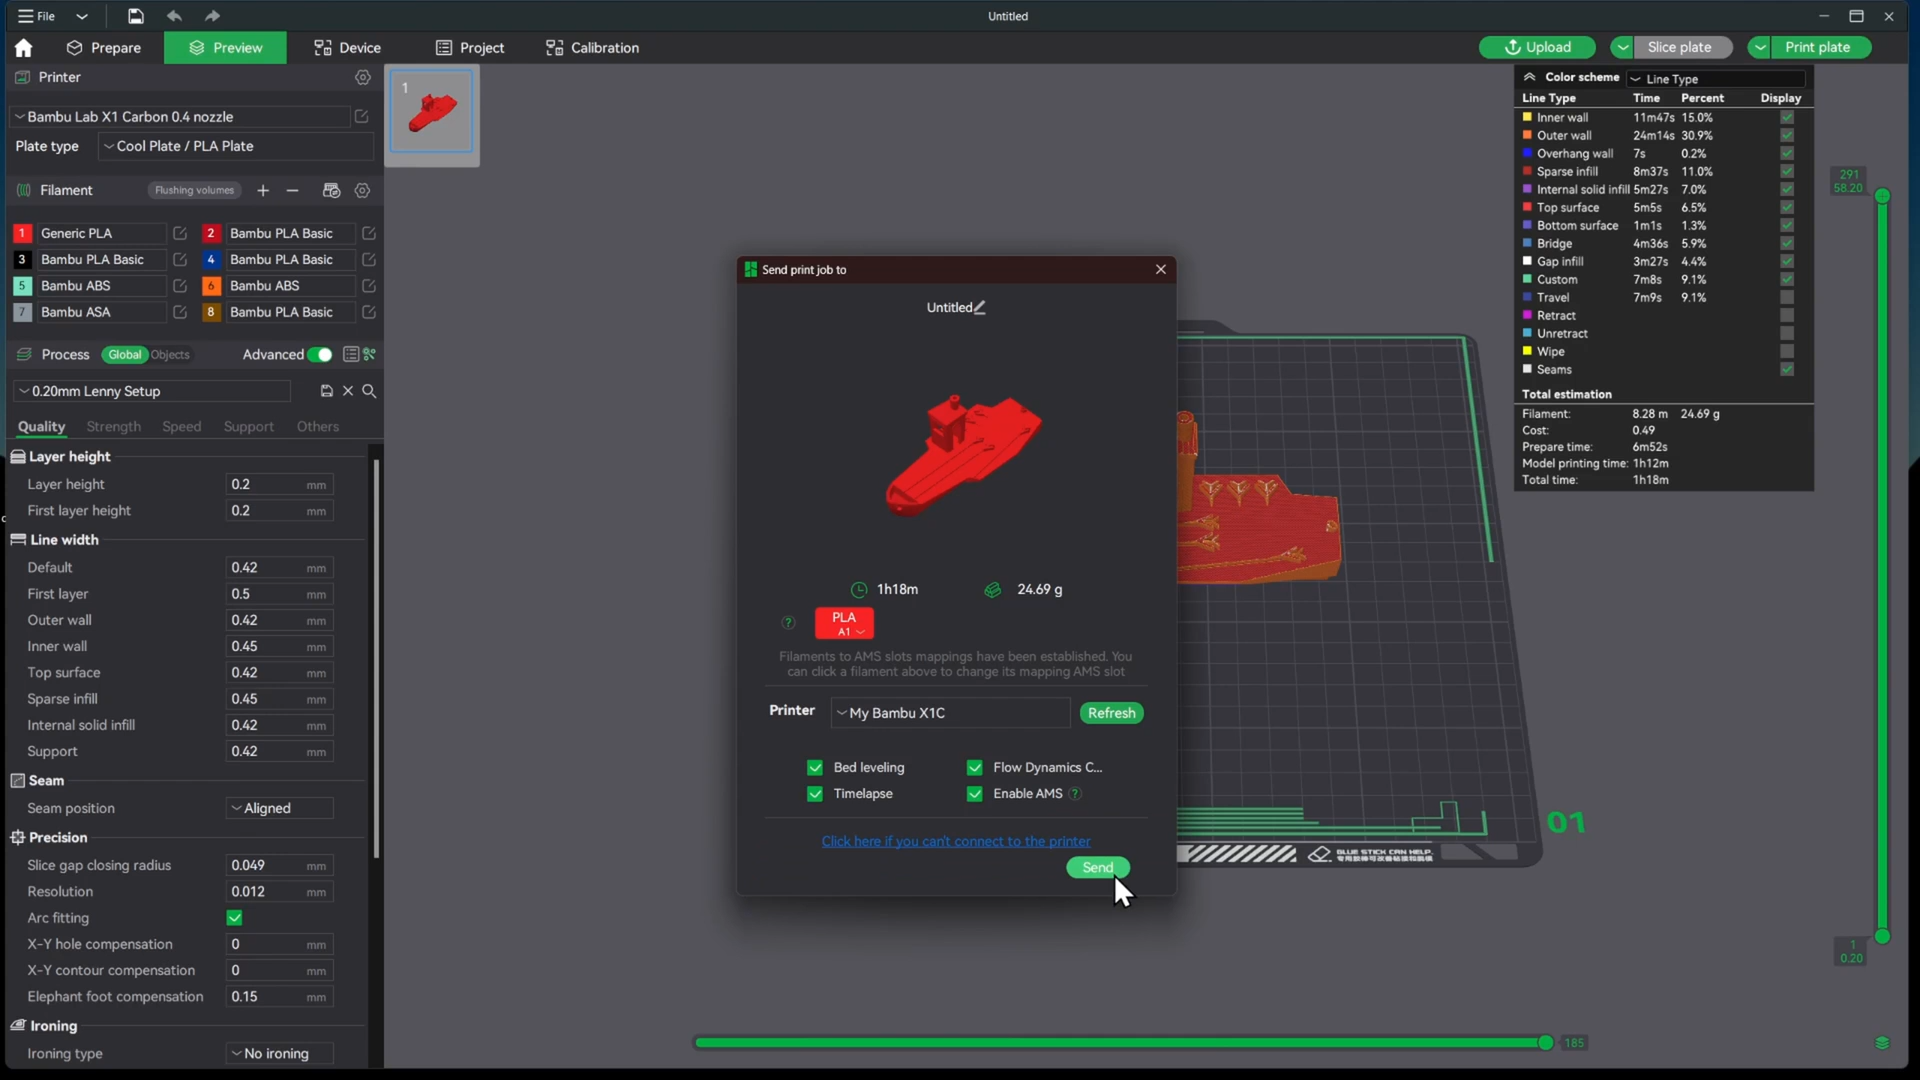 File
Untitled
Prepare
Preview
Device
Project
Calibration
Upload
Slice plate
Print plate
Printer
Bambu Lab X1 Carbon 0.4 nozzle
Plate type
Cool Plate / PLA Plate
Filament
Flushing volumes
1 Generic PLA
2 Bambu PLA Basic
3 Bambu PLA Basic
4 Bambu PLA Basic
5 Bambu ABS
6 Bambu ABS
7 Bambu ASA
8 Bambu PLA Basic
Process
Global
Objects
Advanced
0.20mm Lenny Setup
Quality
Strength
Speed
Support
Others
Layer height
Layer height 0.2 mm
First layer height 0.2 mm
Line width
Default 0.42 mm
First layer 0.5 mm
Outer wall 0.42 mm
Inner wall 0.45 mm
Top surface 0.42 mm
Sparse infill 0.45 mm
Internal solid infill 0.42 mm
Support 0.42 mm
Seam
Seam position Aligned
Precision
Slice gap closing radius 0.049 mm
Resolution 0.012 mm
Arc fitting
X-Y hole compensation 0 mm
X-Y contour compensation 0 mm
Elephant foot compensation 0.15 mm
Ironing
Ironing type No ironing
1
Send print job to
Untitled
1h18m
24.69 g
PLA
A1
Filaments to AMS slots mappings have been established. You
can click a filament above to change its mapping AMS slot
Printer
My Bambu X1C
Refresh
Bed leveling
Flow Dynamics C...
Timelapse
Enable AMS
Click here if you can't connect to the printer
Send
Color scheme Line Type
Line Type Time Percent Display
Inner wall 11m47s 15.0%
Outer wall 24m14s 30.9%
Overhang wall 7s 0.2%
Sparse infill 8m37s 11.0%
Internal solid infill 5m27s 7.0%
Top surface 5m5s 6.5%
Bottom surface 1m1s 1.3%
Bridge 4m36s 5.9%
Gap infill 3m27s 4.4%
Custom 7m8s 9.1%
Travel 7m9s 9.1%
Retract
Unretract
Wipe
Seams
Total estimation
Filament: 8.28 m 24.69 g
Cost: 0.49
Prepare time: 6m52s
Model printing time: 1h12m
Total time: 1h18m
291
58.20
01
BLUE STICK CAN HELP.
1
0.20
185